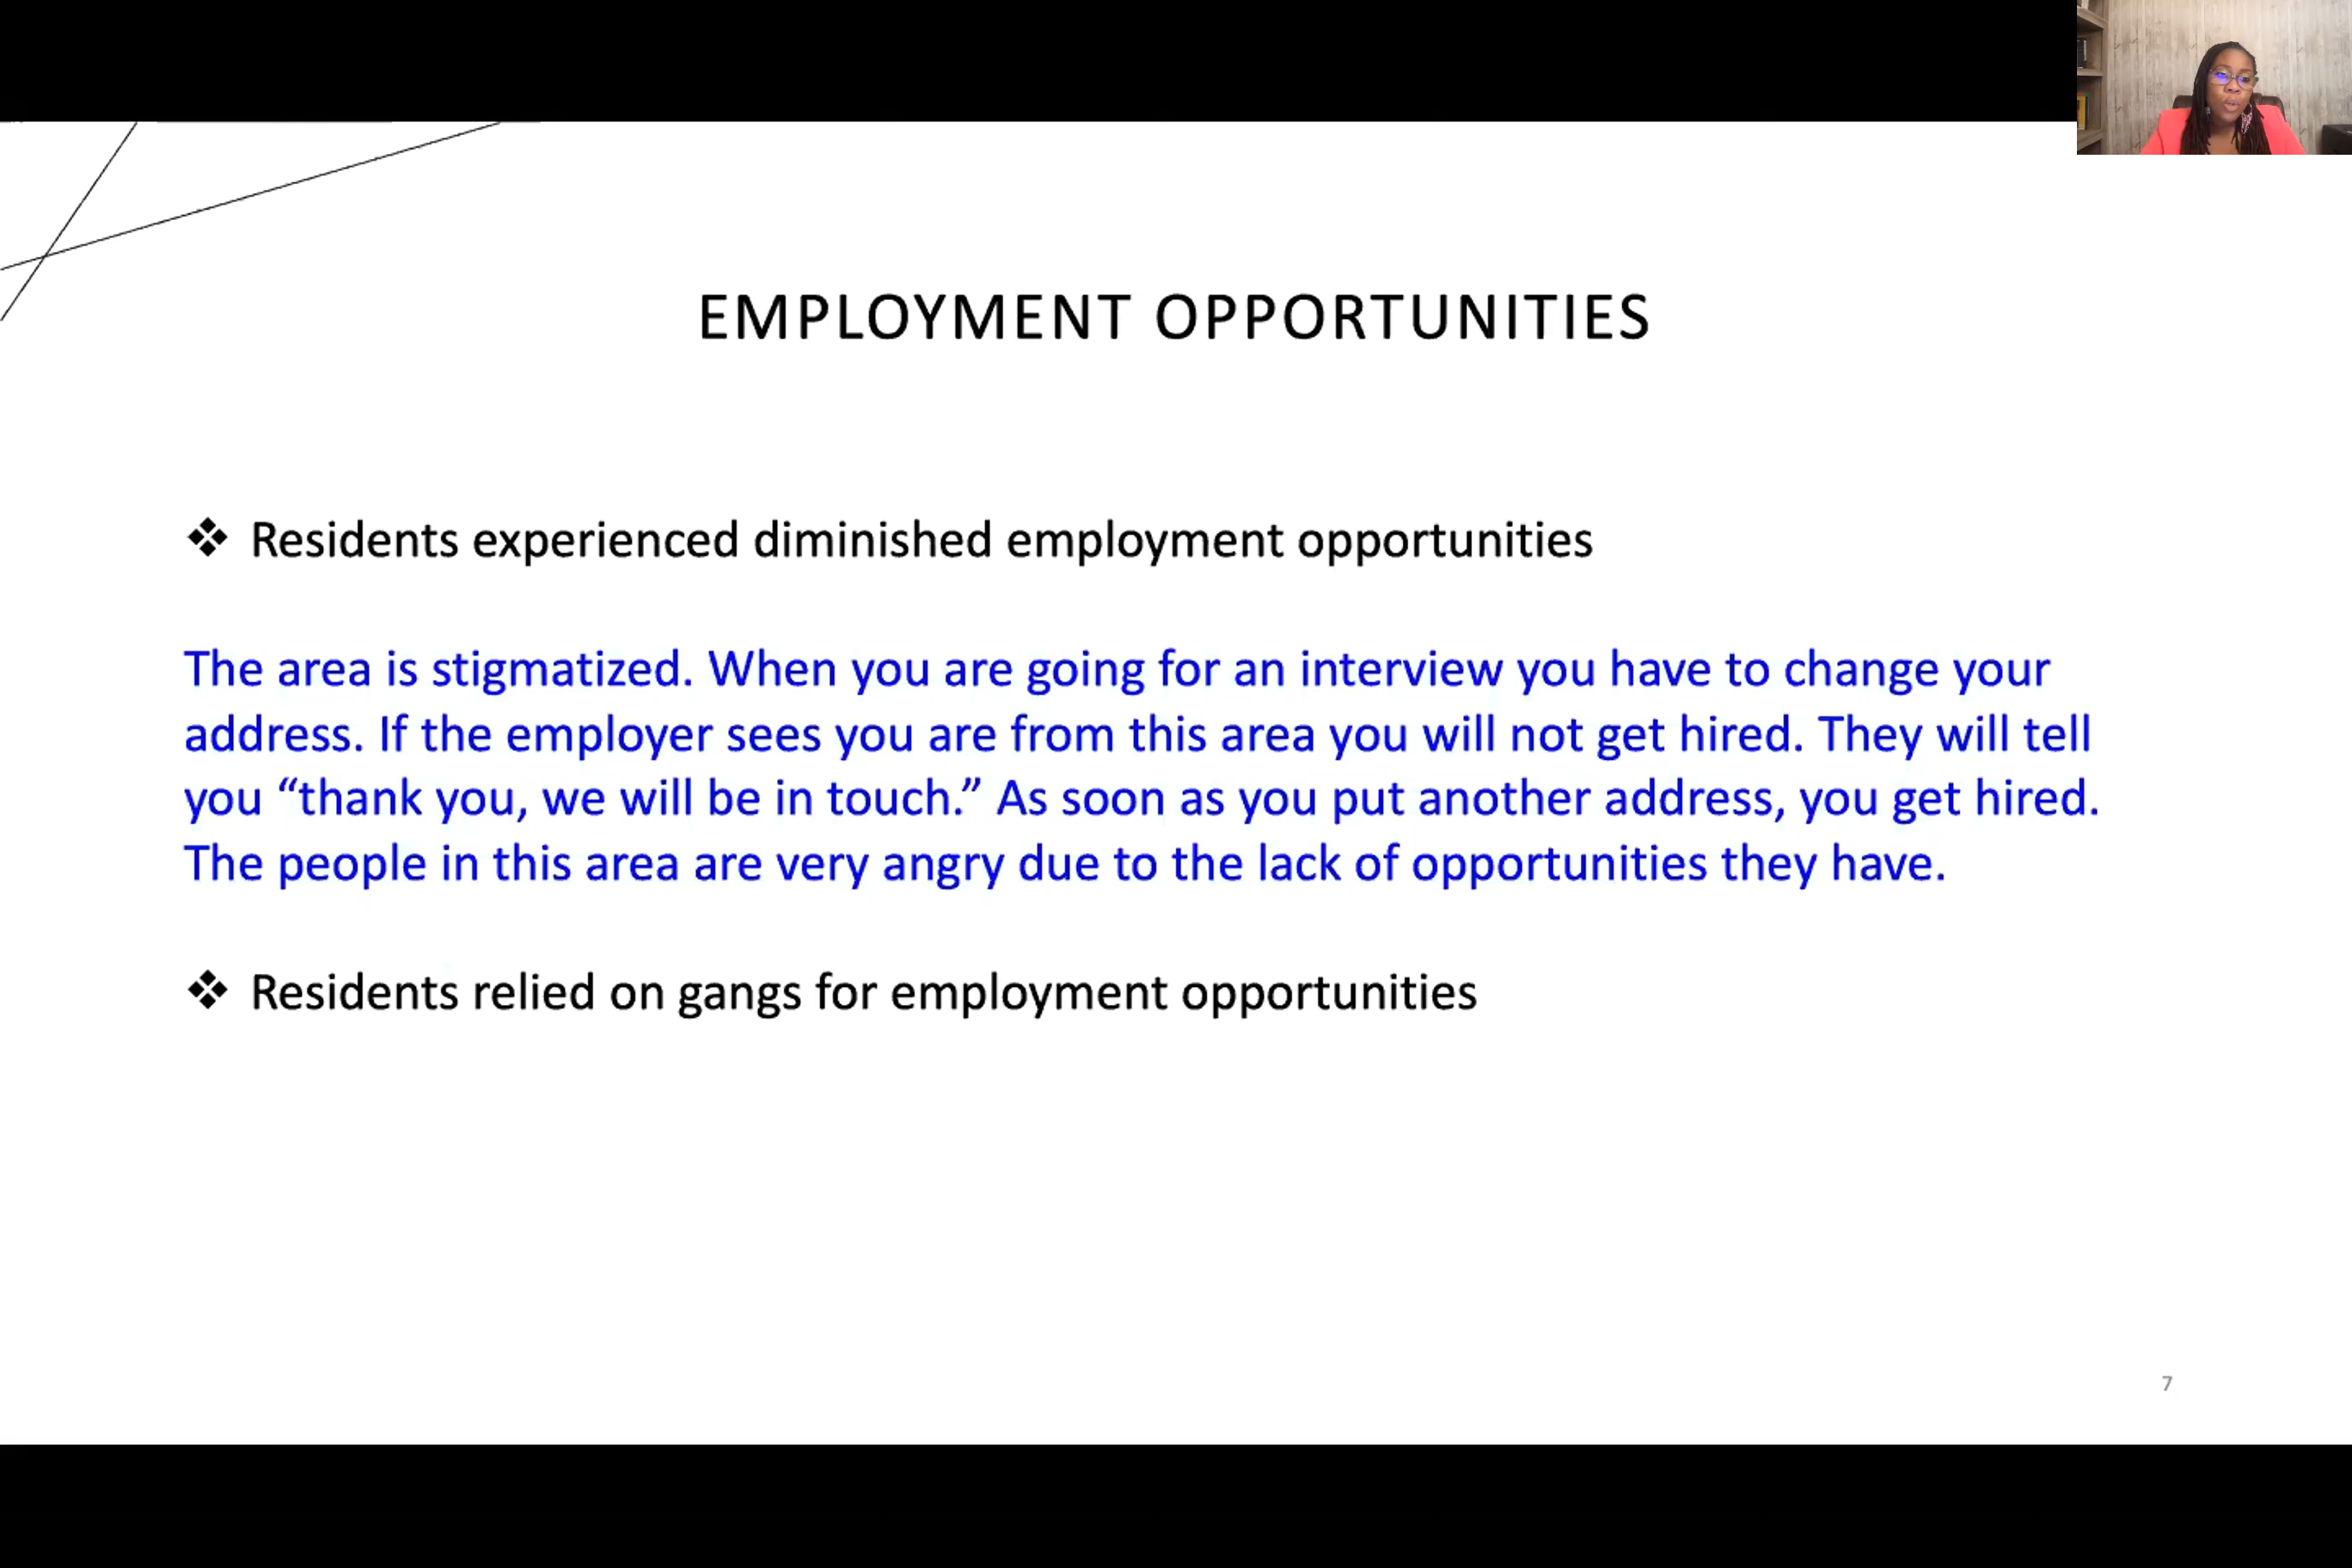 EMPLOYMENT OPPORTUNITIES
❖ Residents experienced diminished employment opportunities
The area is stigmatized. When you are going for an interview you have to change your
address. If the employer sees you are from this area you will not get hired. They will tell
you “thank you, we will be in touch.” As soon as you put another address, you get hired.
The people in this area are very angry due to the lack of opportunities they have.
❖ Residents relied on gangs for employment opportunities
7